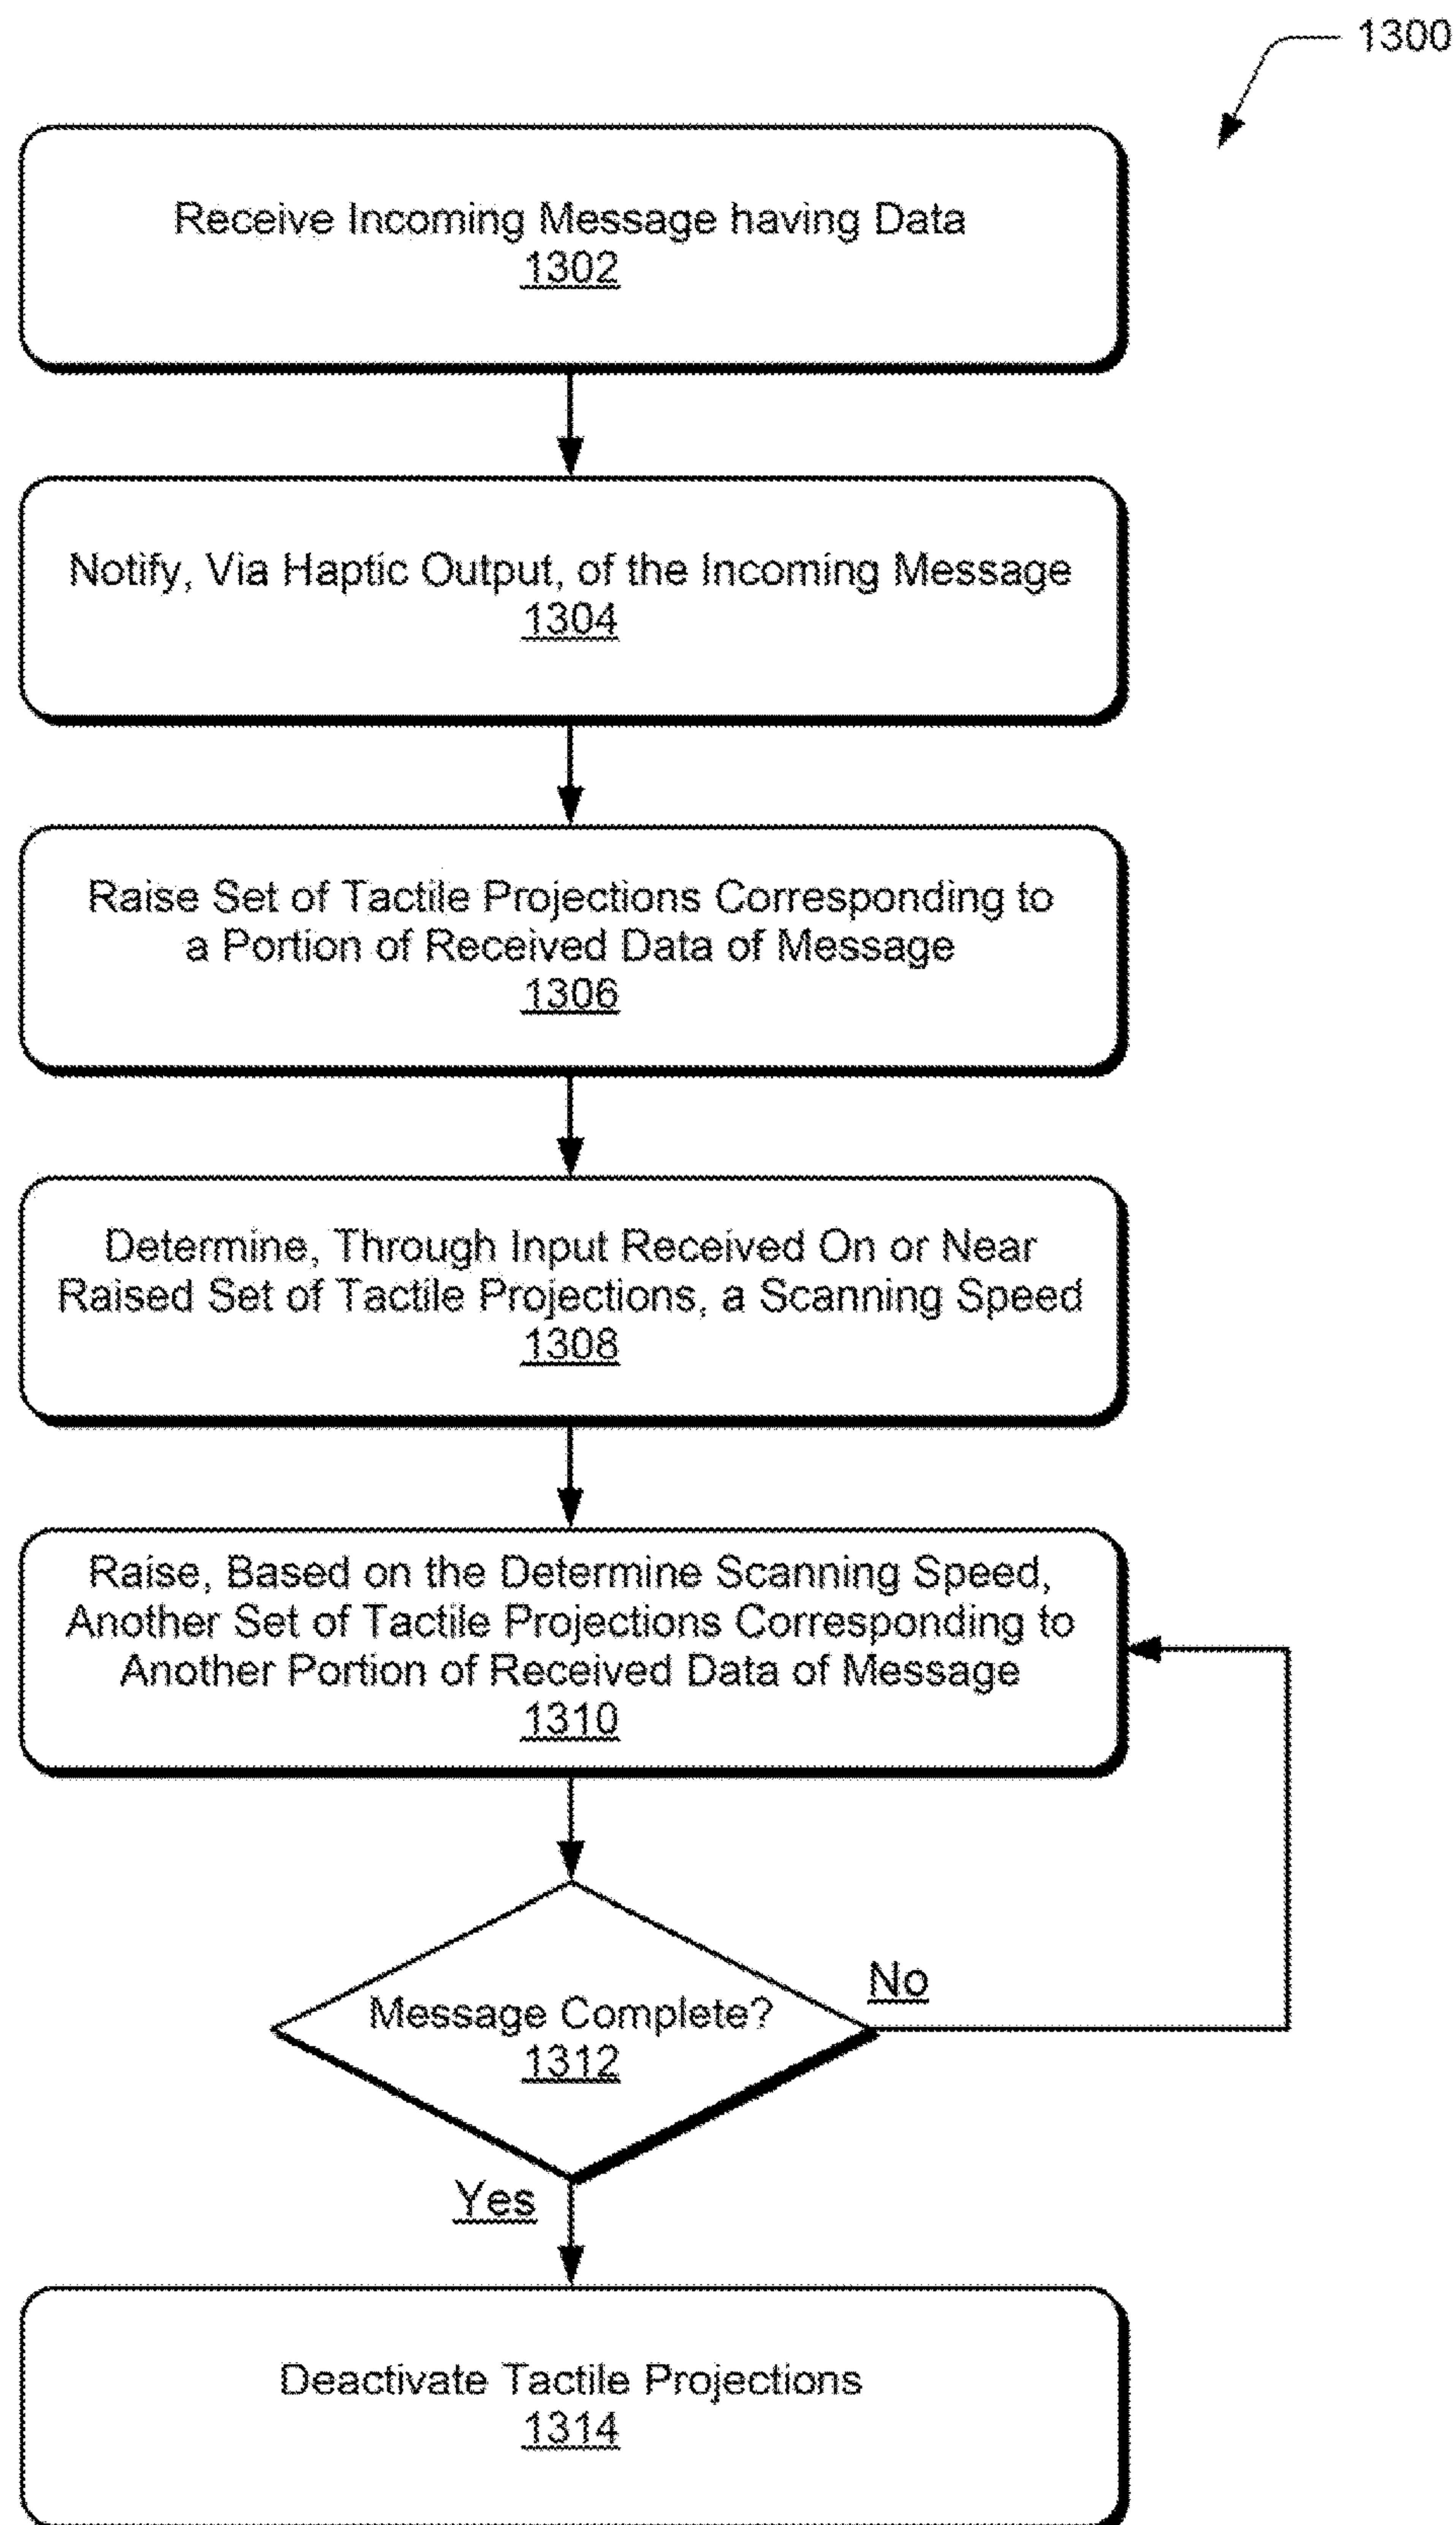 1300
Receive Incoming Message having Data
1302
Notify, Via Haptic Output, of the Incoming Message
1304
Raise Set of Tactile Projections Corresponding to
a Portion of Received Data of Message
1306
Determine, Through Input Received On or Near
Raised Set of Tactile Projections, a Scanning Speed
1308
Raise, Based on the Determine Scanning Speed,
Another Set of Tactile Projections Corresponding to
Another Portion of Received Data of Message
1310
No
Message Complete?
1312
Yes
Deactivate Tactile Projections
1314